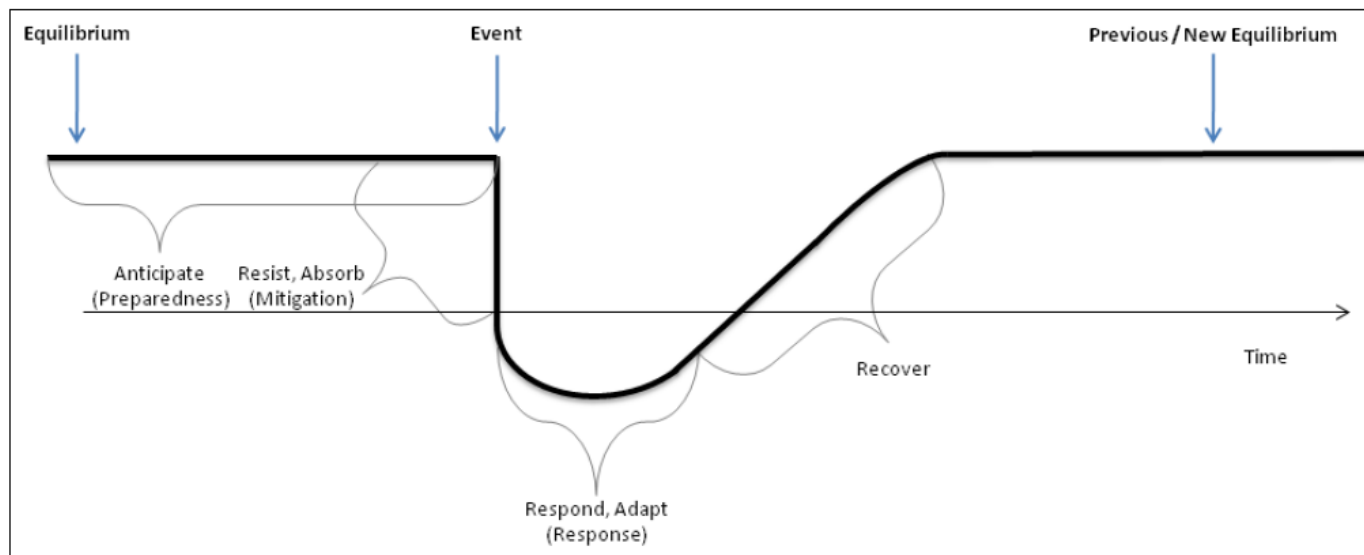 Equilibrium
Event
Previous / New Equilibrium
Anticipate
(Preparedness)
Resist, Absorb
(Mitigation)
Time
Recover
Respond, Adapt
(Response)